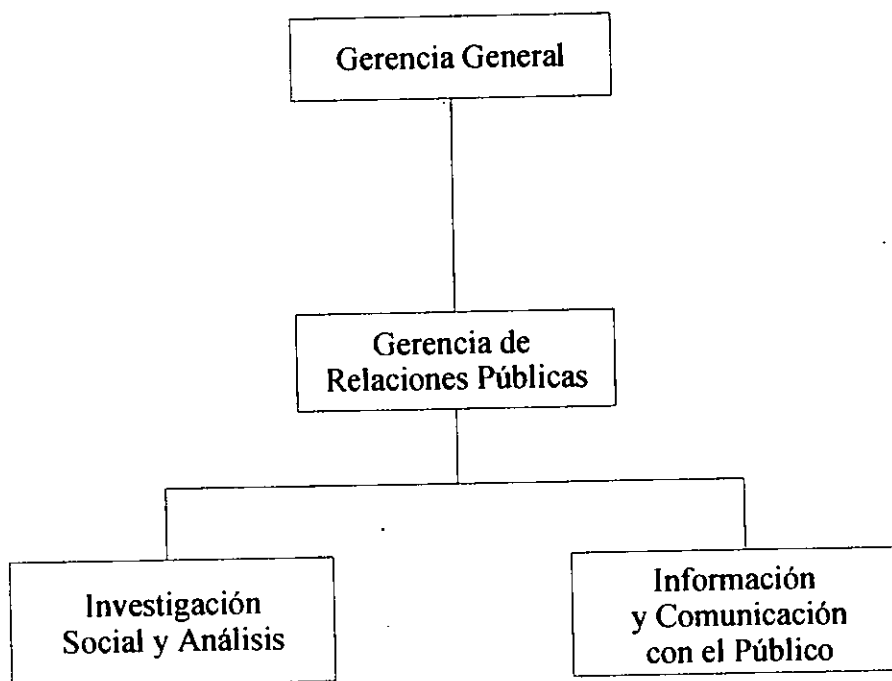 Gerencia General
Gerencia de
Relaciones Públicas
Investigación
Social y Análisis
Información
y Comunicación
con el Público